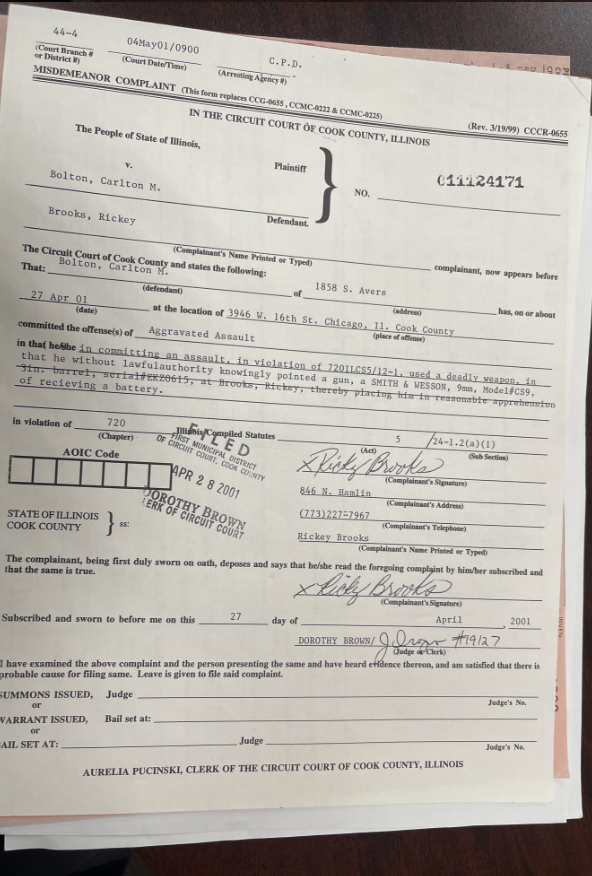 44-4
04May01/0900
C.P.D.
(Court Branch #
or District #)
(Court Date/Time)
(Arresting Agency #)
MISDEMEANOR COMPLAINT (This form replaces CCG-0655, CCMC-0222 & CCMC-0225)
(Rev. 3/19/99) CCCR-0655
IN THE CIRCUIT COURT OF COOK COUNTY, ILLINOIS
The People of State of Illinois,
Plaintiff
v.
Bolton, Carlton M.
NO. 011124171
Brooks, Rickey
Defendant.
(Complainant's Name Printed or Typed)
complainant, now appears before
The Circuit Court of Cook County and states the following:
That: Bolton, Carlton M. of 1858 S. Avers
(defendant)
(address)
has, on or about
27 Apr 01 at the location of 3946 W. 16th St. Chicago, Il. Cook County
(date)
(place of offense)
committed the offense(s) of Aggravated Assault
in that he/she in committing an assault, in violation of 720ILCS5/12-1, used a deadly weapon, in
that he without lawfulauthority knowingly pointed a gun, a SMITH & WESSON, 9mm, Model#CS9,
3in. barrel, serial#EKZ0615, at Brooks, Rickey, thereby placing him in reasonable apprehension
of recieving a battery.
in violation of 720 Illinois Compiled Statutes 5 /24-1.2(a)(1)
(Chapter)
(Act)
(Sub Section)
FILED
FIRST MUNICIPAL DISTRICT
OF CIRCUIT COURT, COOK COUNTY
APR 28 2001
DOROTHY BROWN
CLERK OF CIRCUIT COURT
AOIC Code
x Ricky Brooks
(Complainant's Signature)
846 N. Hamlin
(Complainant's Address)
(773)227-7967
(Complainant's Telephone)
STATE OF ILLINOIS
COOK COUNTY
ss:
Rickey Brooks
(Complainant's Name Printed or Typed)
The complainant, being first duly sworn on oath, deposes and says that he/she read the foregoing complaint by him/her subscribed and
that the same is true.
x Ricky Brooks
(Complainant's Signature)
Subscribed and sworn to before me on this 27 day of April, 2001
DOROTHY BROWN/ #19127
(Judge or Clerk)
I have examined the above complaint and the person presenting the same and have heard evidence thereon, and am satisfied that there is
probable cause for filing same. Leave is given to file said complaint.
SUMMONS ISSUED, Judge
Judge's No.
or
WARRANT ISSUED, Bail set at:
or
BAIL SET AT: Judge
Judge's No.
AURELIA PUCINSKI, CLERK OF THE CIRCUIT COURT OF COOK COUNTY, ILLINOIS